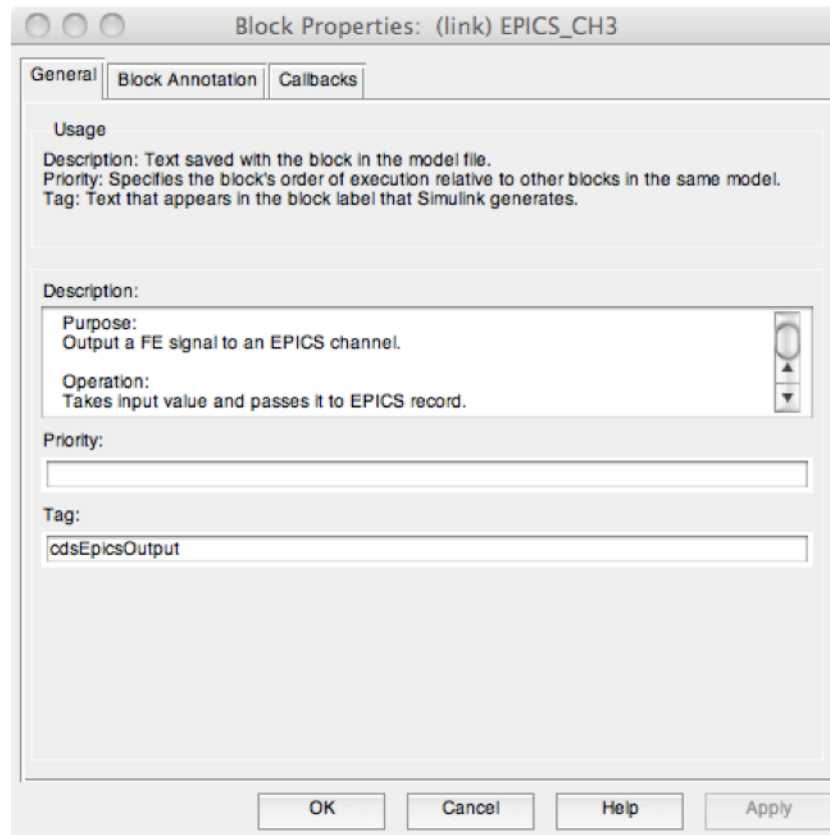 Block Properties: (link) EPICS_CH3
General Block Annotation Callbacks
Usage
Description: Text saved with the block in the model file.
Priority: Specifies the block's order of execution relative to other blocks in the same model.
Tag: Text that appears in the block label that Simulink generates.
Description:
Purpose:
Output a FE signal to an EPICS channel.
Operation:
Takes input value and passes it to EPICS record.
Priority:
Tag:
cdsEpicsOutput
OK Cancel Help Apply